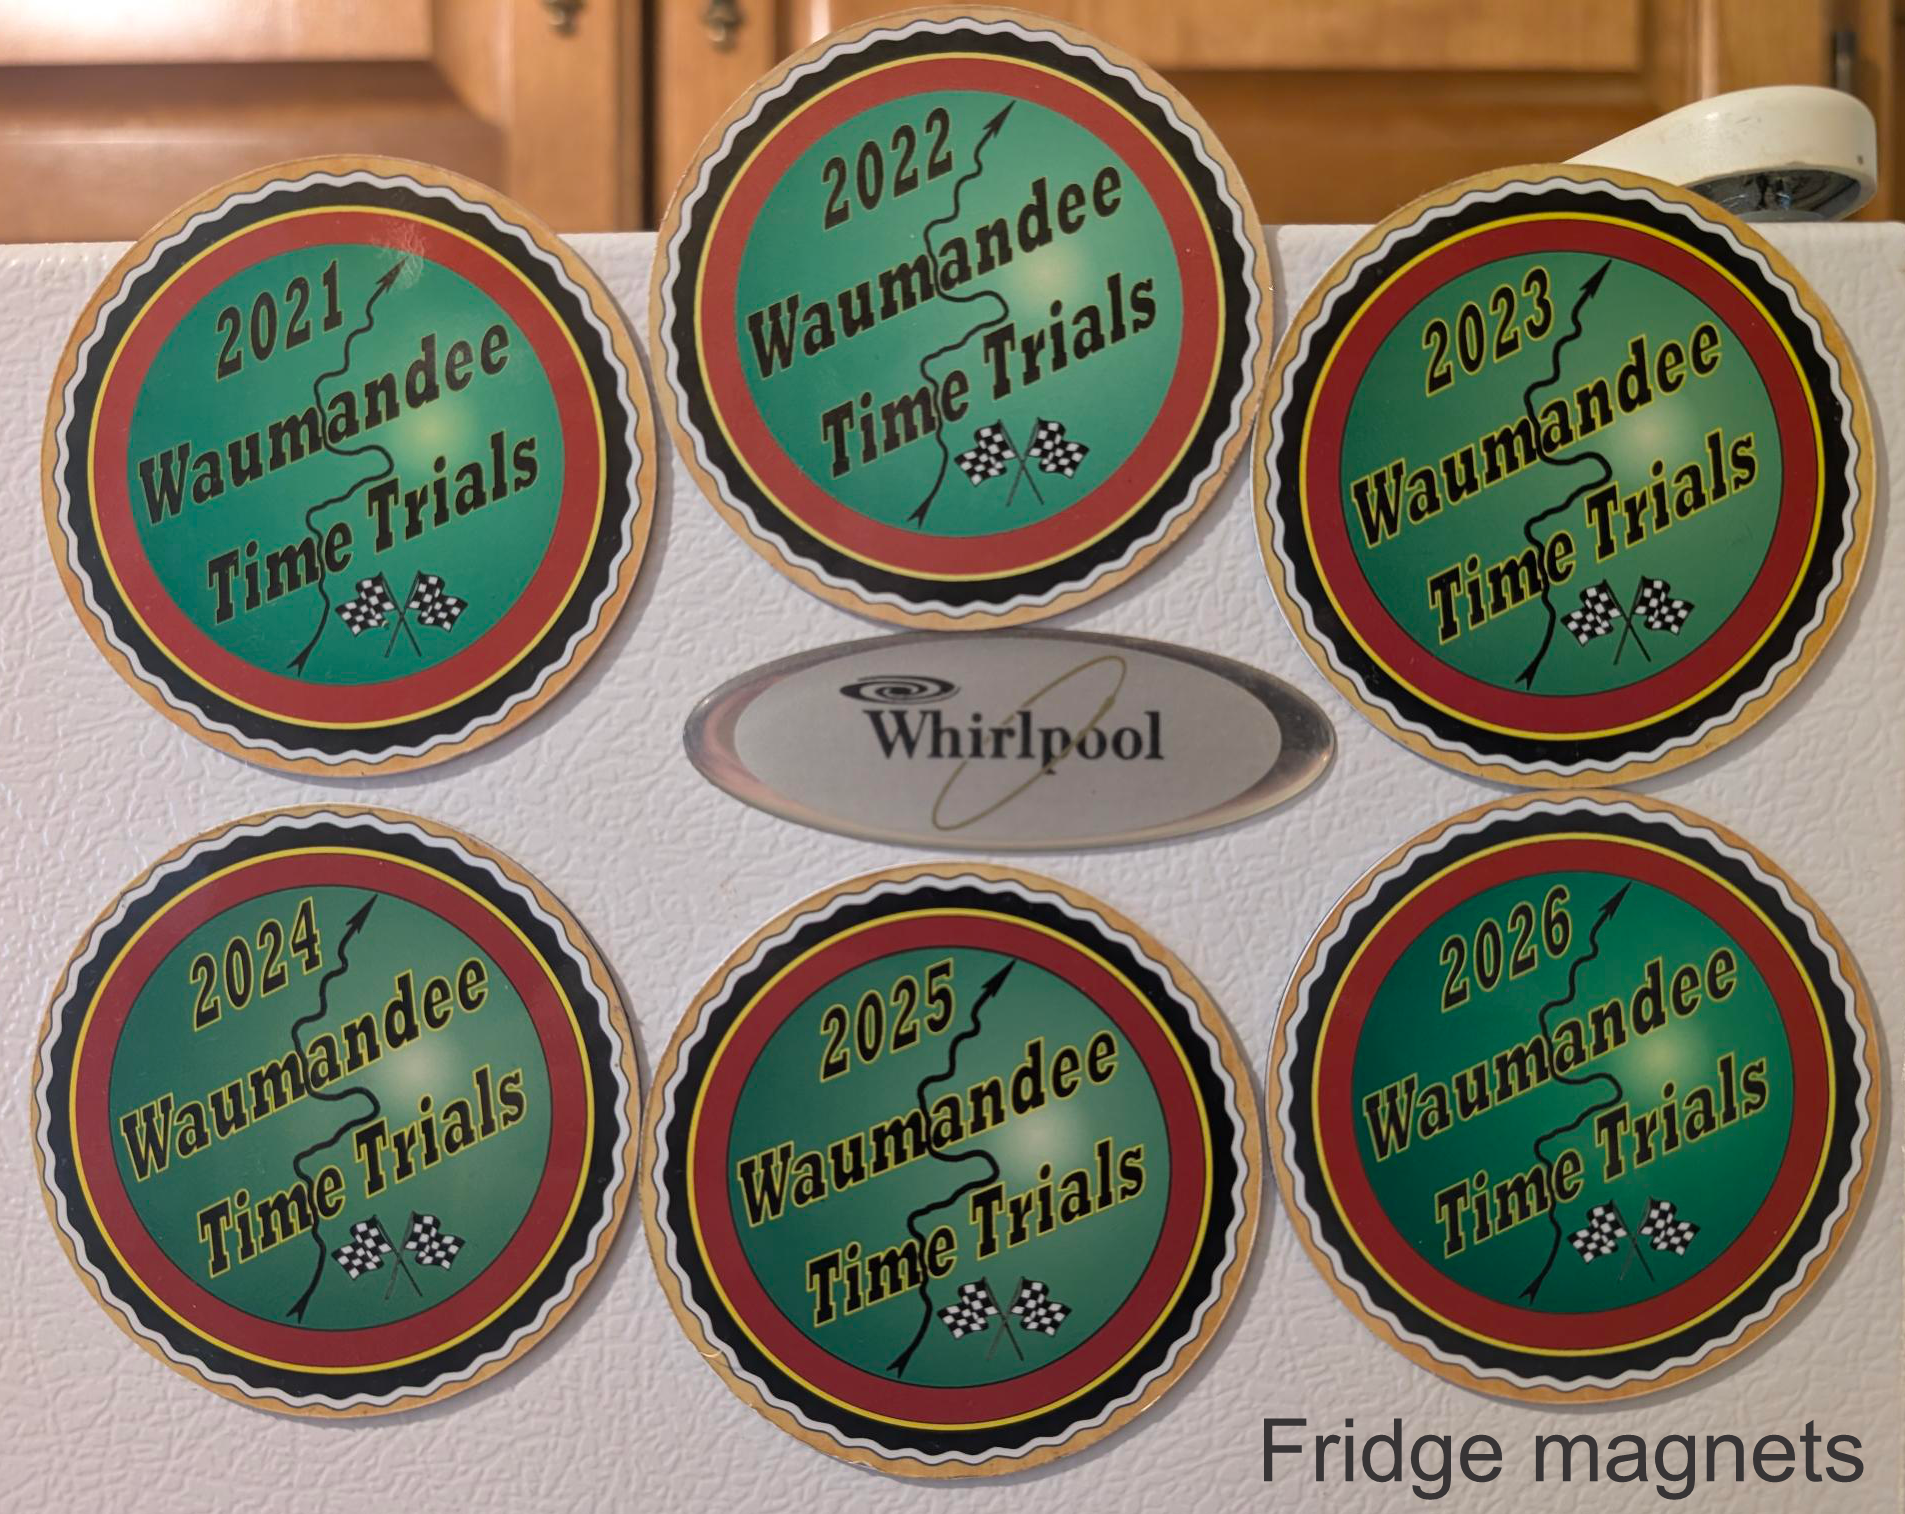 2021
Waumandee
Time Trials
2022
Waumandee
Time Trials
2023
Waumandee
Time Trials
Whirlpool
2024
Waumandee
Time Trials
2025
Waumandee
Time Trials
2026
Waumandee
Time Trials
Fridge magnets